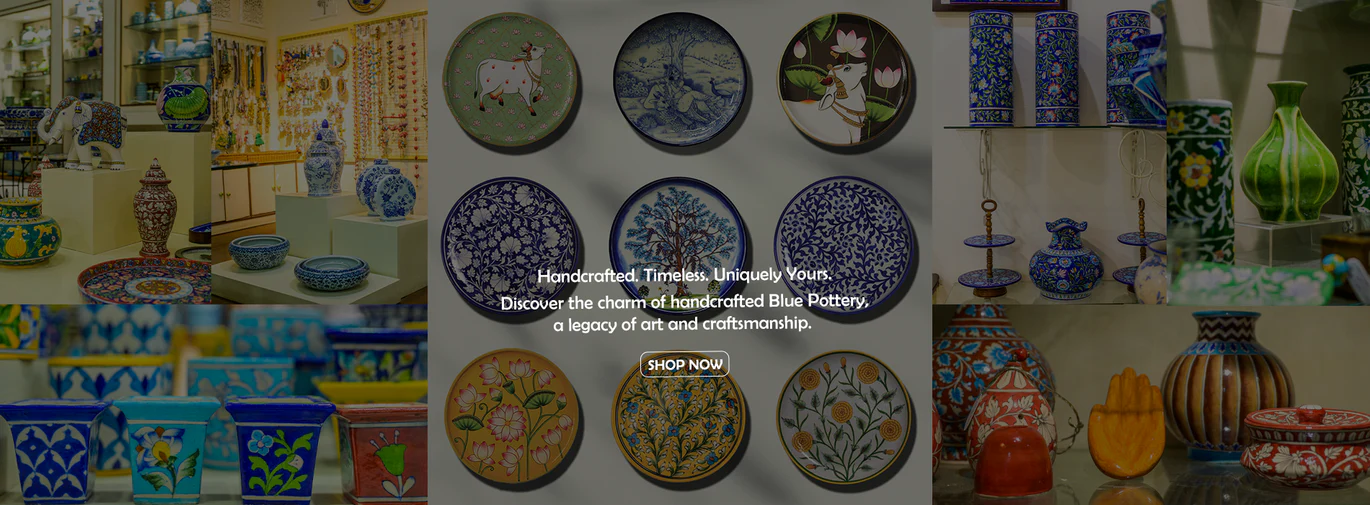 Handcrafted. Timeless. Uniquely Yours.
Discover the charm of handcrafted Blue Pottery,
a legacy of art and craftsmanship.
SHOP NOW